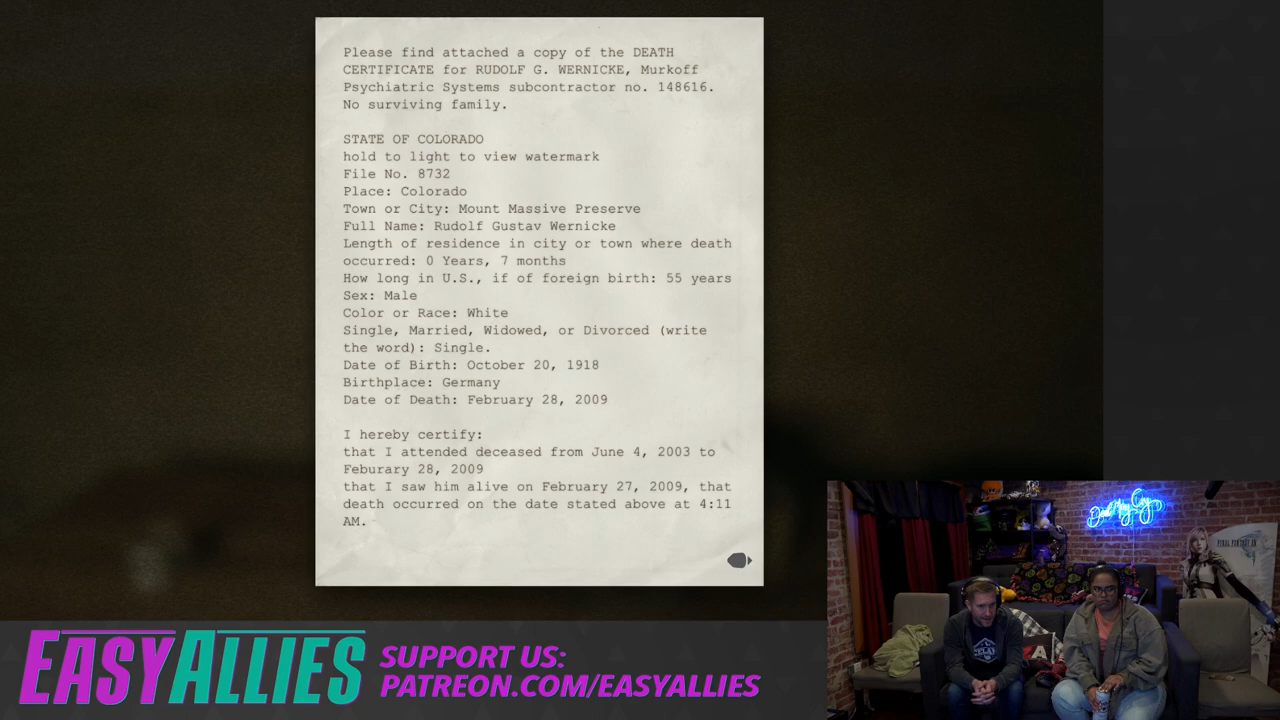 Please find attached a copy of the DEATH
CERTIFICATE for RUDOLF G. WERNICKE, Murkoff
Psychiatric Systems subcontractor no. 148616.
No surviving family.
STATE OF COLORADO
hold to light to view watermark
File No. 8732
Place: Colorado
Town or City: Mount Massive Preserve
Full Name: Rudolf Gustav Wernicke
Length of residence in city or town where death
occurred: 0 Years, 7 months
How long in U.S., if of foreign birth: 55 years
Sex: Male
Color or Race: White
Single, Married, Widowed, or Divorced (write
the word): Single.
Date of Birth: October 20, 1918
Birthplace: Germany
Date of Death: February 28, 2009
I hereby certify:
that I attended deceased from June 4, 2003 to
Feburary 28, 2009
that I saw him alive on February 27, 2009, that
death occurred on the date stated above at 4:11
AM.
Devil May Cry
FINAL FANTASY XIII
EASYALLIES
SUPPORT US:
PATREON.COM/EASYALLIES